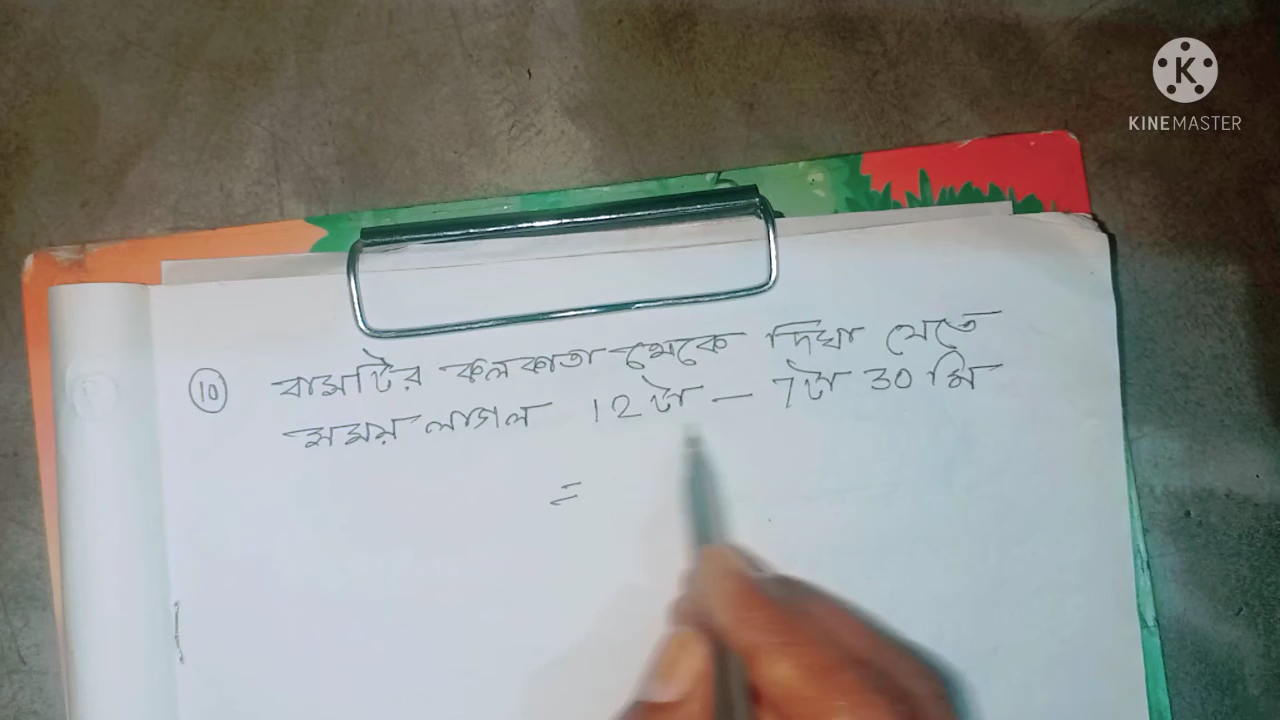 KINEMASTER
10 বাসটির কলকাতা থেকে দিঘা যেতে
সময় লাগল 12টা — 7টা 30 মি
=